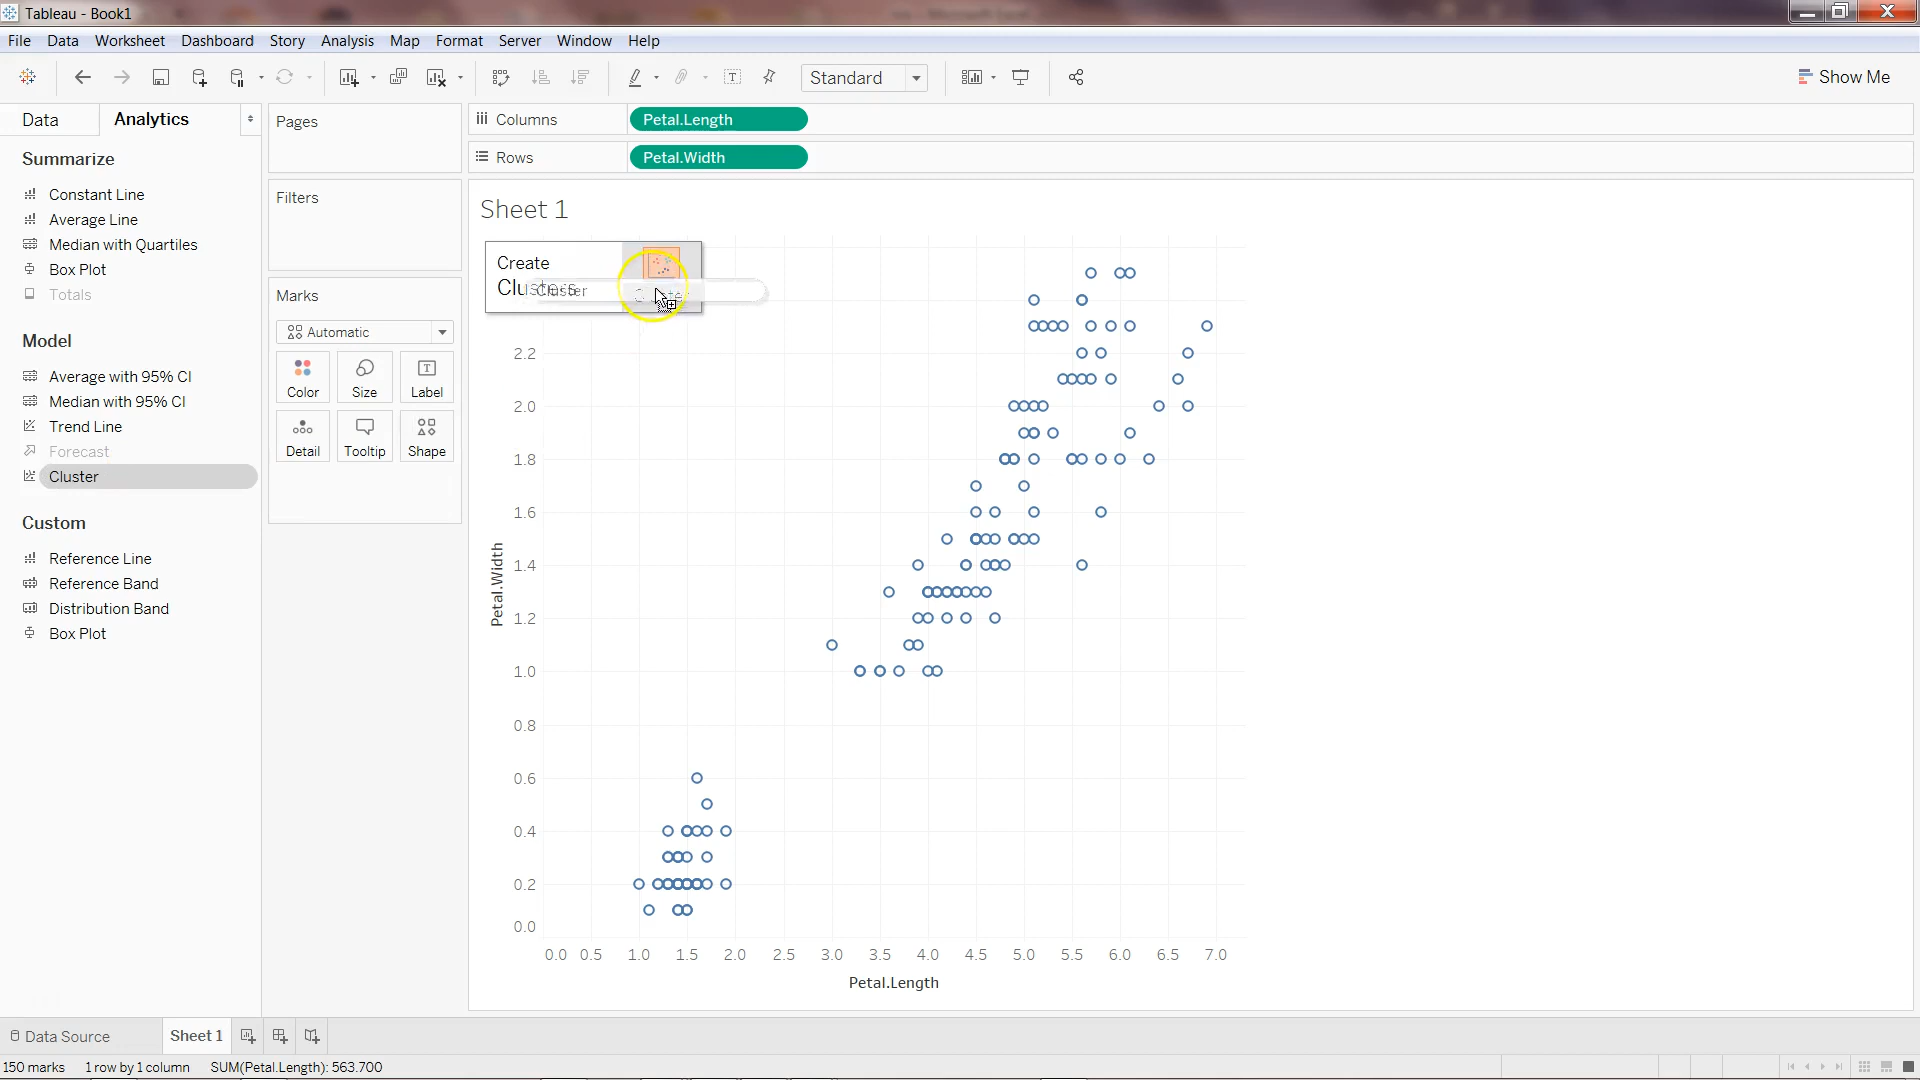 Tableau - Book1
File Data Worksheet Dashboard Story Analysis Map Format Server Window Help
Standard
Show Me
Data Analytics
Pages
Columns Petal.Length
Rows Petal.Width
Summarize
Constant Line
Average Line
Median with Quartiles
Box Plot
Totals
Model
Average with 95% CI
Median with 95% CI
Trend Line
Forecast
Cluster
Custom
Reference Line
Reference Band
Distribution Band
Box Plot
Filters
Marks
Automatic
Color Size Label
Detail Tooltip Shape
Sheet 1
Create
Clusters
Cluster
2.2
2.0
1.8
1.6
1.4
1.2
1.0
0.8
0.6
0.4
0.2
0.0
Petal.Width
0.0 0.5 1.0 1.5 2.0 2.5 3.0 3.5 4.0 4.5 5.0 5.5 6.0 6.5 7.0
Petal.Length
Data Source Sheet 1
150 marks 1 row by 1 column SUM(Petal.Length): 563.700